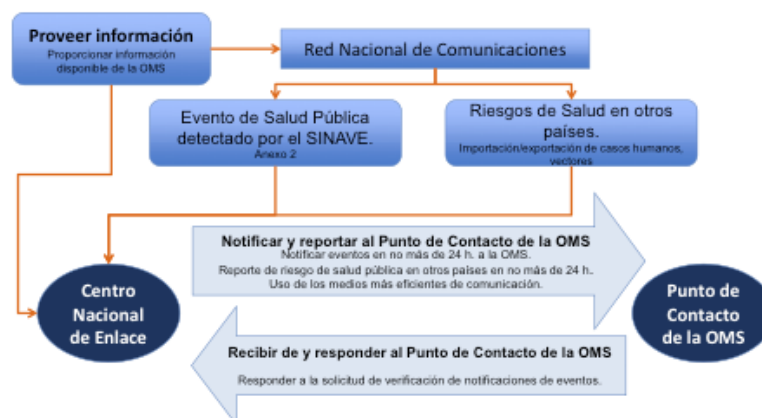 Proveer información
Proporcionar información
disponible de la OMS
Red Nacional de Comunicaciones
Evento de Salud Pública
detectado por el SINAVE.
Anexo 2
Riesgos de Salud en otros
países.
Importación/exportación de casos humanos,
vectores
Notificar y reportar al Punto de Contacto de la OMS
Notificar eventos en no más de 24 h. a la OMS.
Reporte de riesgo de salud pública en otros países en no más de 24 h.
Uso de los medios más eficientes de comunicación.
Centro
Nacional
de Enlace
Punto de
Contacto
de la OMS
Recibir de y responder al Punto de Contacto de la OMS
Responder a la solicitud de verificación de notificaciones de eventos.